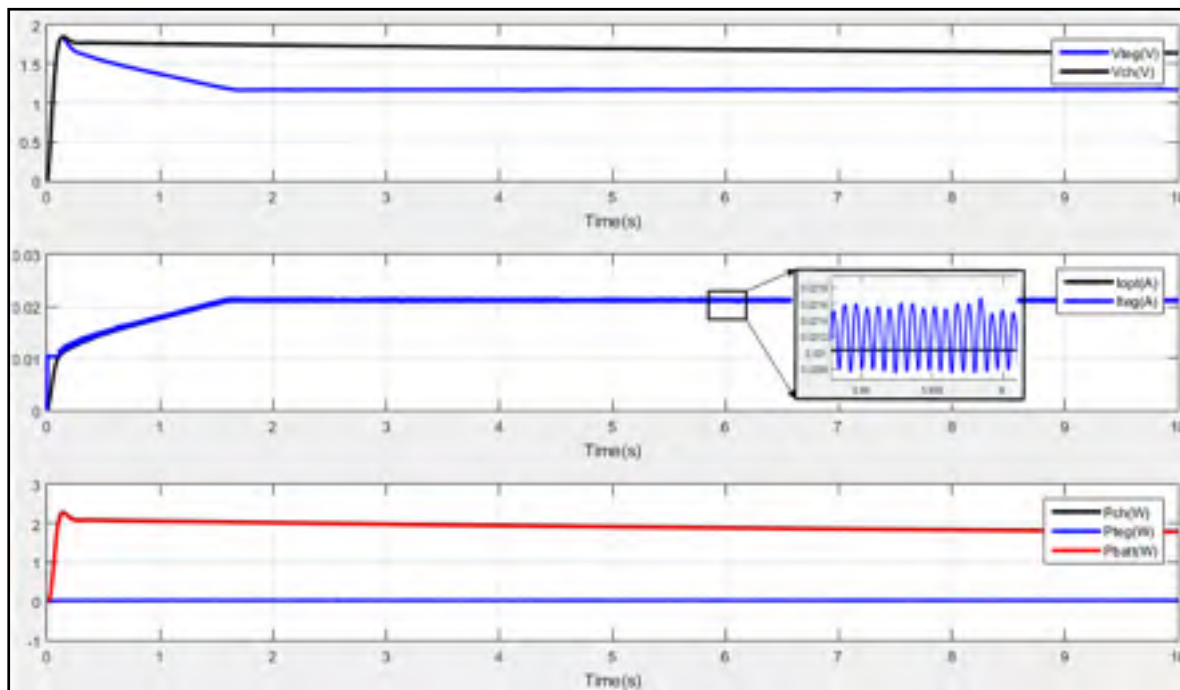 2
1.5
1
0.5
0
Vteg(V)
Vch(V)
0 1 2 3 4 5 6 7 8 9 10
Time(s)
0.03
0.02
0.01
0
Iopt(A)
Iteg(A)
0 1 2 3 4 5 6 7 8 9 10
Time(s)
3
2
1
0
-1
Pch(W)
Pteg(W)
Pbatt(W)
0 1 2 3 4 5 6 7 8 9
Time(s)